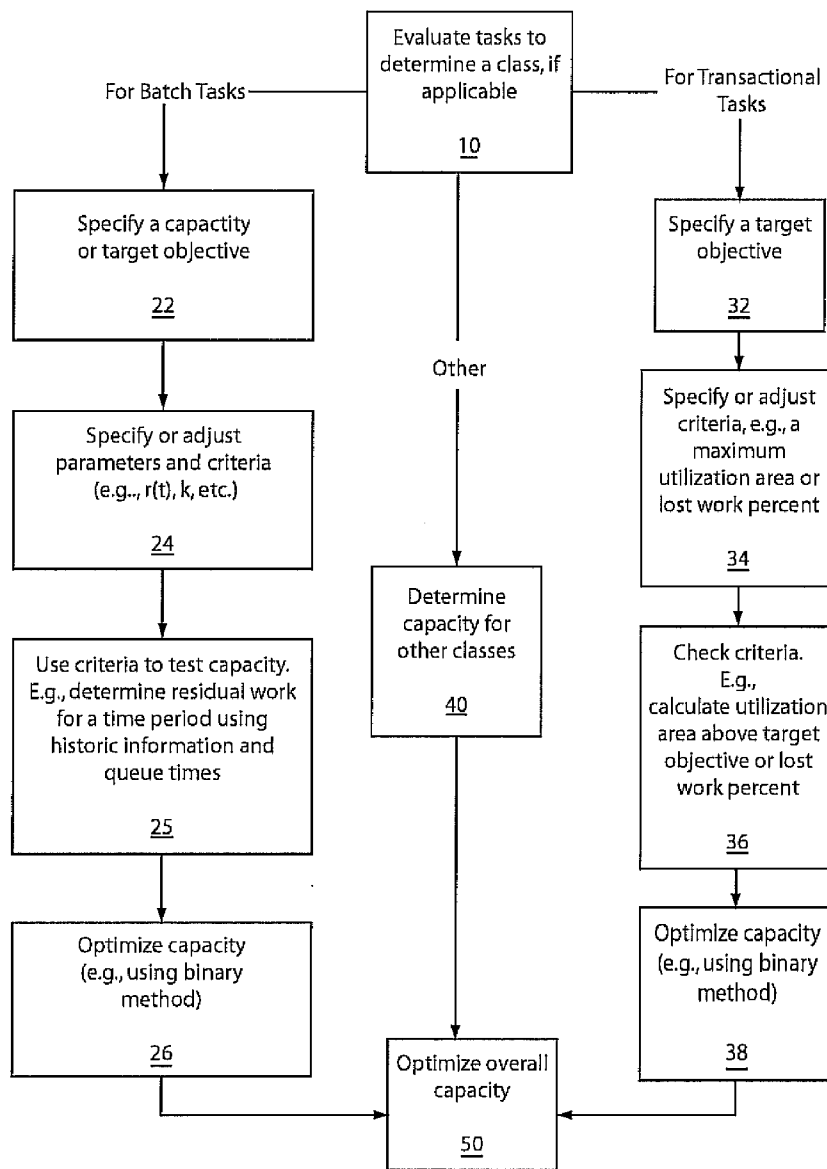 Evaluate tasks to
determine a class, if
applicable
10
For Batch Tasks
For Transactional
Tasks
Specify a capactity
or target objective
22
Specify or adjust
parameters and criteria
(e.g.., r(t), k, etc.)
24
Use criteria to test capacity.
E.g., determine residual work
for a time period using
historic information and
queue times
25
Optimize capacity
(e.g., using binary
method)
26
Other
Determine
capacity for
other classes
40
Specify a target
objective
32
Specify or adjust
criteria, e.g., a
maximum
utilization area or
lost work percent
34
Check criteria.
E.g.,
calculate utilization
area above target
objective or lost
work percent
36
Optimize capacity
(e.g., using binary
method)
38
Optimize overall
capacity
50